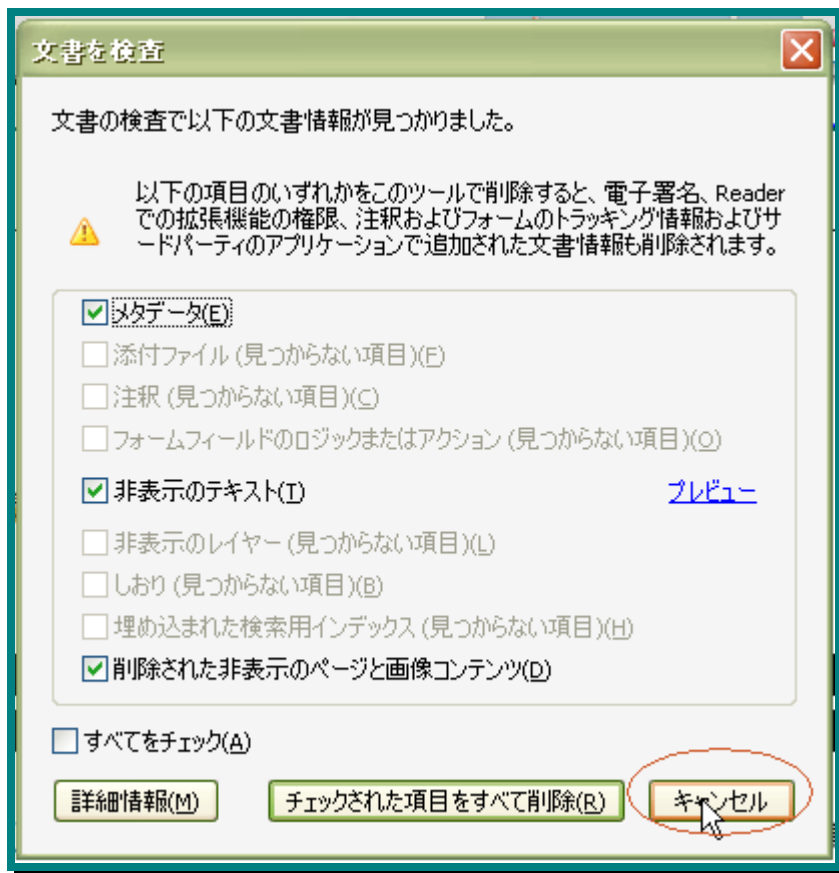 文書を検査
文書の検査で以下の文書情報が見つかりました。
以下の項目のいずれかをこのツールで削除すると、電子署名、Reader
での拡張機能の権限、注釈およびフォームのトラッキング情報およびサ
ードパーティのアプリケーションで追加された文書情報も削除されます。
メタデータ(E)
添付ファイル (見つからない項目)(F)
注釈 (見つからない項目)(C)
フォームフィールドのロジックまたはアクション (見つからない項目)(O)
非表示のテキスト(T) プレビュー
非表示のレイヤー (見つからない項目)(L)
しおり (見つからない項目)(B)
埋め込まれた検索用インデックス (見つからない項目)(H)
削除された非表示のページと画像コンテンツ(D)
すべてをチェック(A)
詳細情報(M) チェックされた項目をすべて削除(R) キャンセル